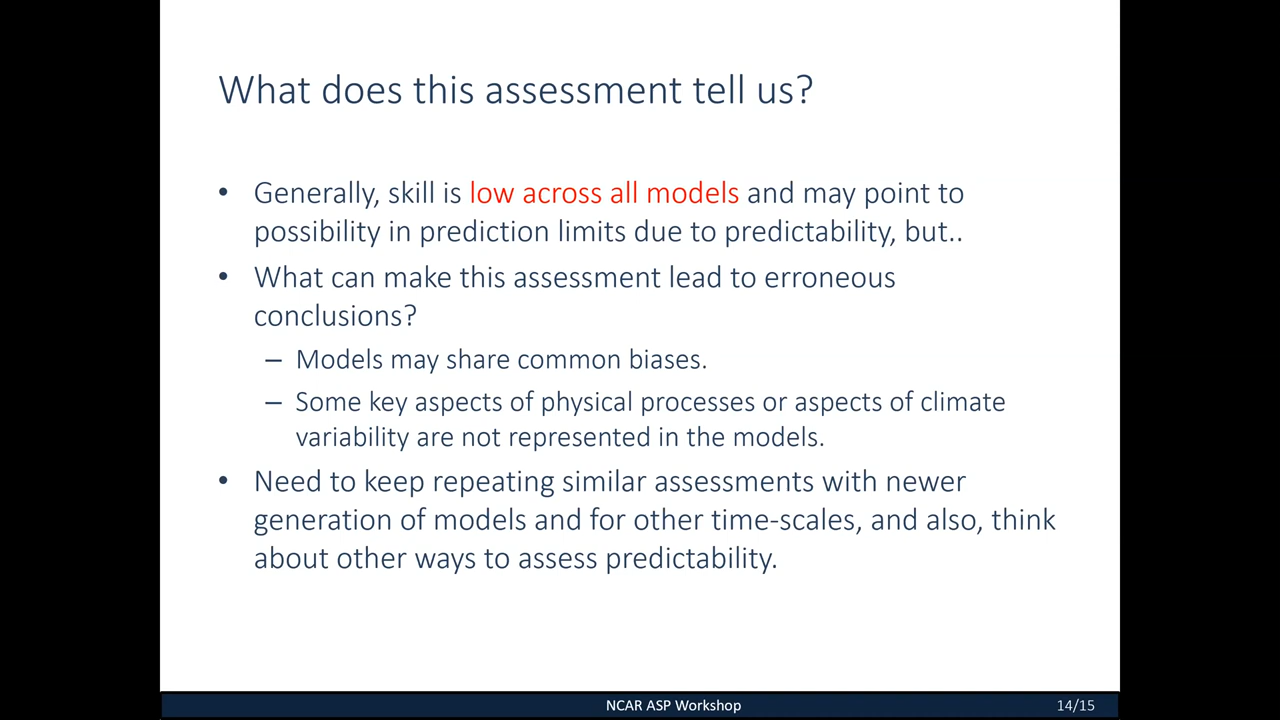 What does this assessment tell us?
• Generally, skill is low across all models and may point to
possibility in prediction limits due to predictability, but..
• What can make this assessment lead to erroneous
conclusions?
– Models may share common biases.
– Some key aspects of physical processes or aspects of climate
variability are not represented in the models.
• Need to keep repeating similar assessments with newer
generation of models and for other time-scales, and also, think
about other ways to assess predictability.
NCAR ASP Workshop
14/15